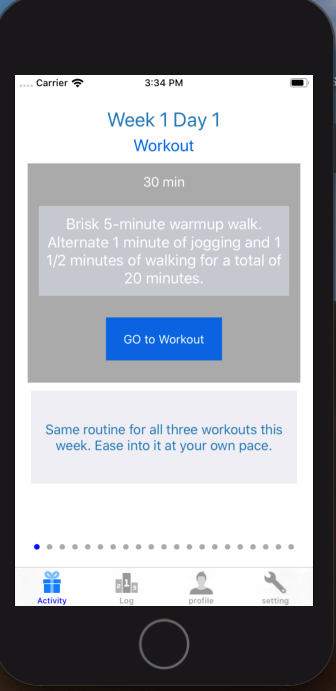 Carrier 3:34 PM
Week 1 Day 1
Workout
30 min
Brisk 5-minute warmup walk.
Alternate 1 minute of jogging and 1
1/2 minutes of walking for a total of
20 minutes.
GO to Workout
Same routine for all three workouts this
week. Ease into it at your own pace.
Activity Log profile setting